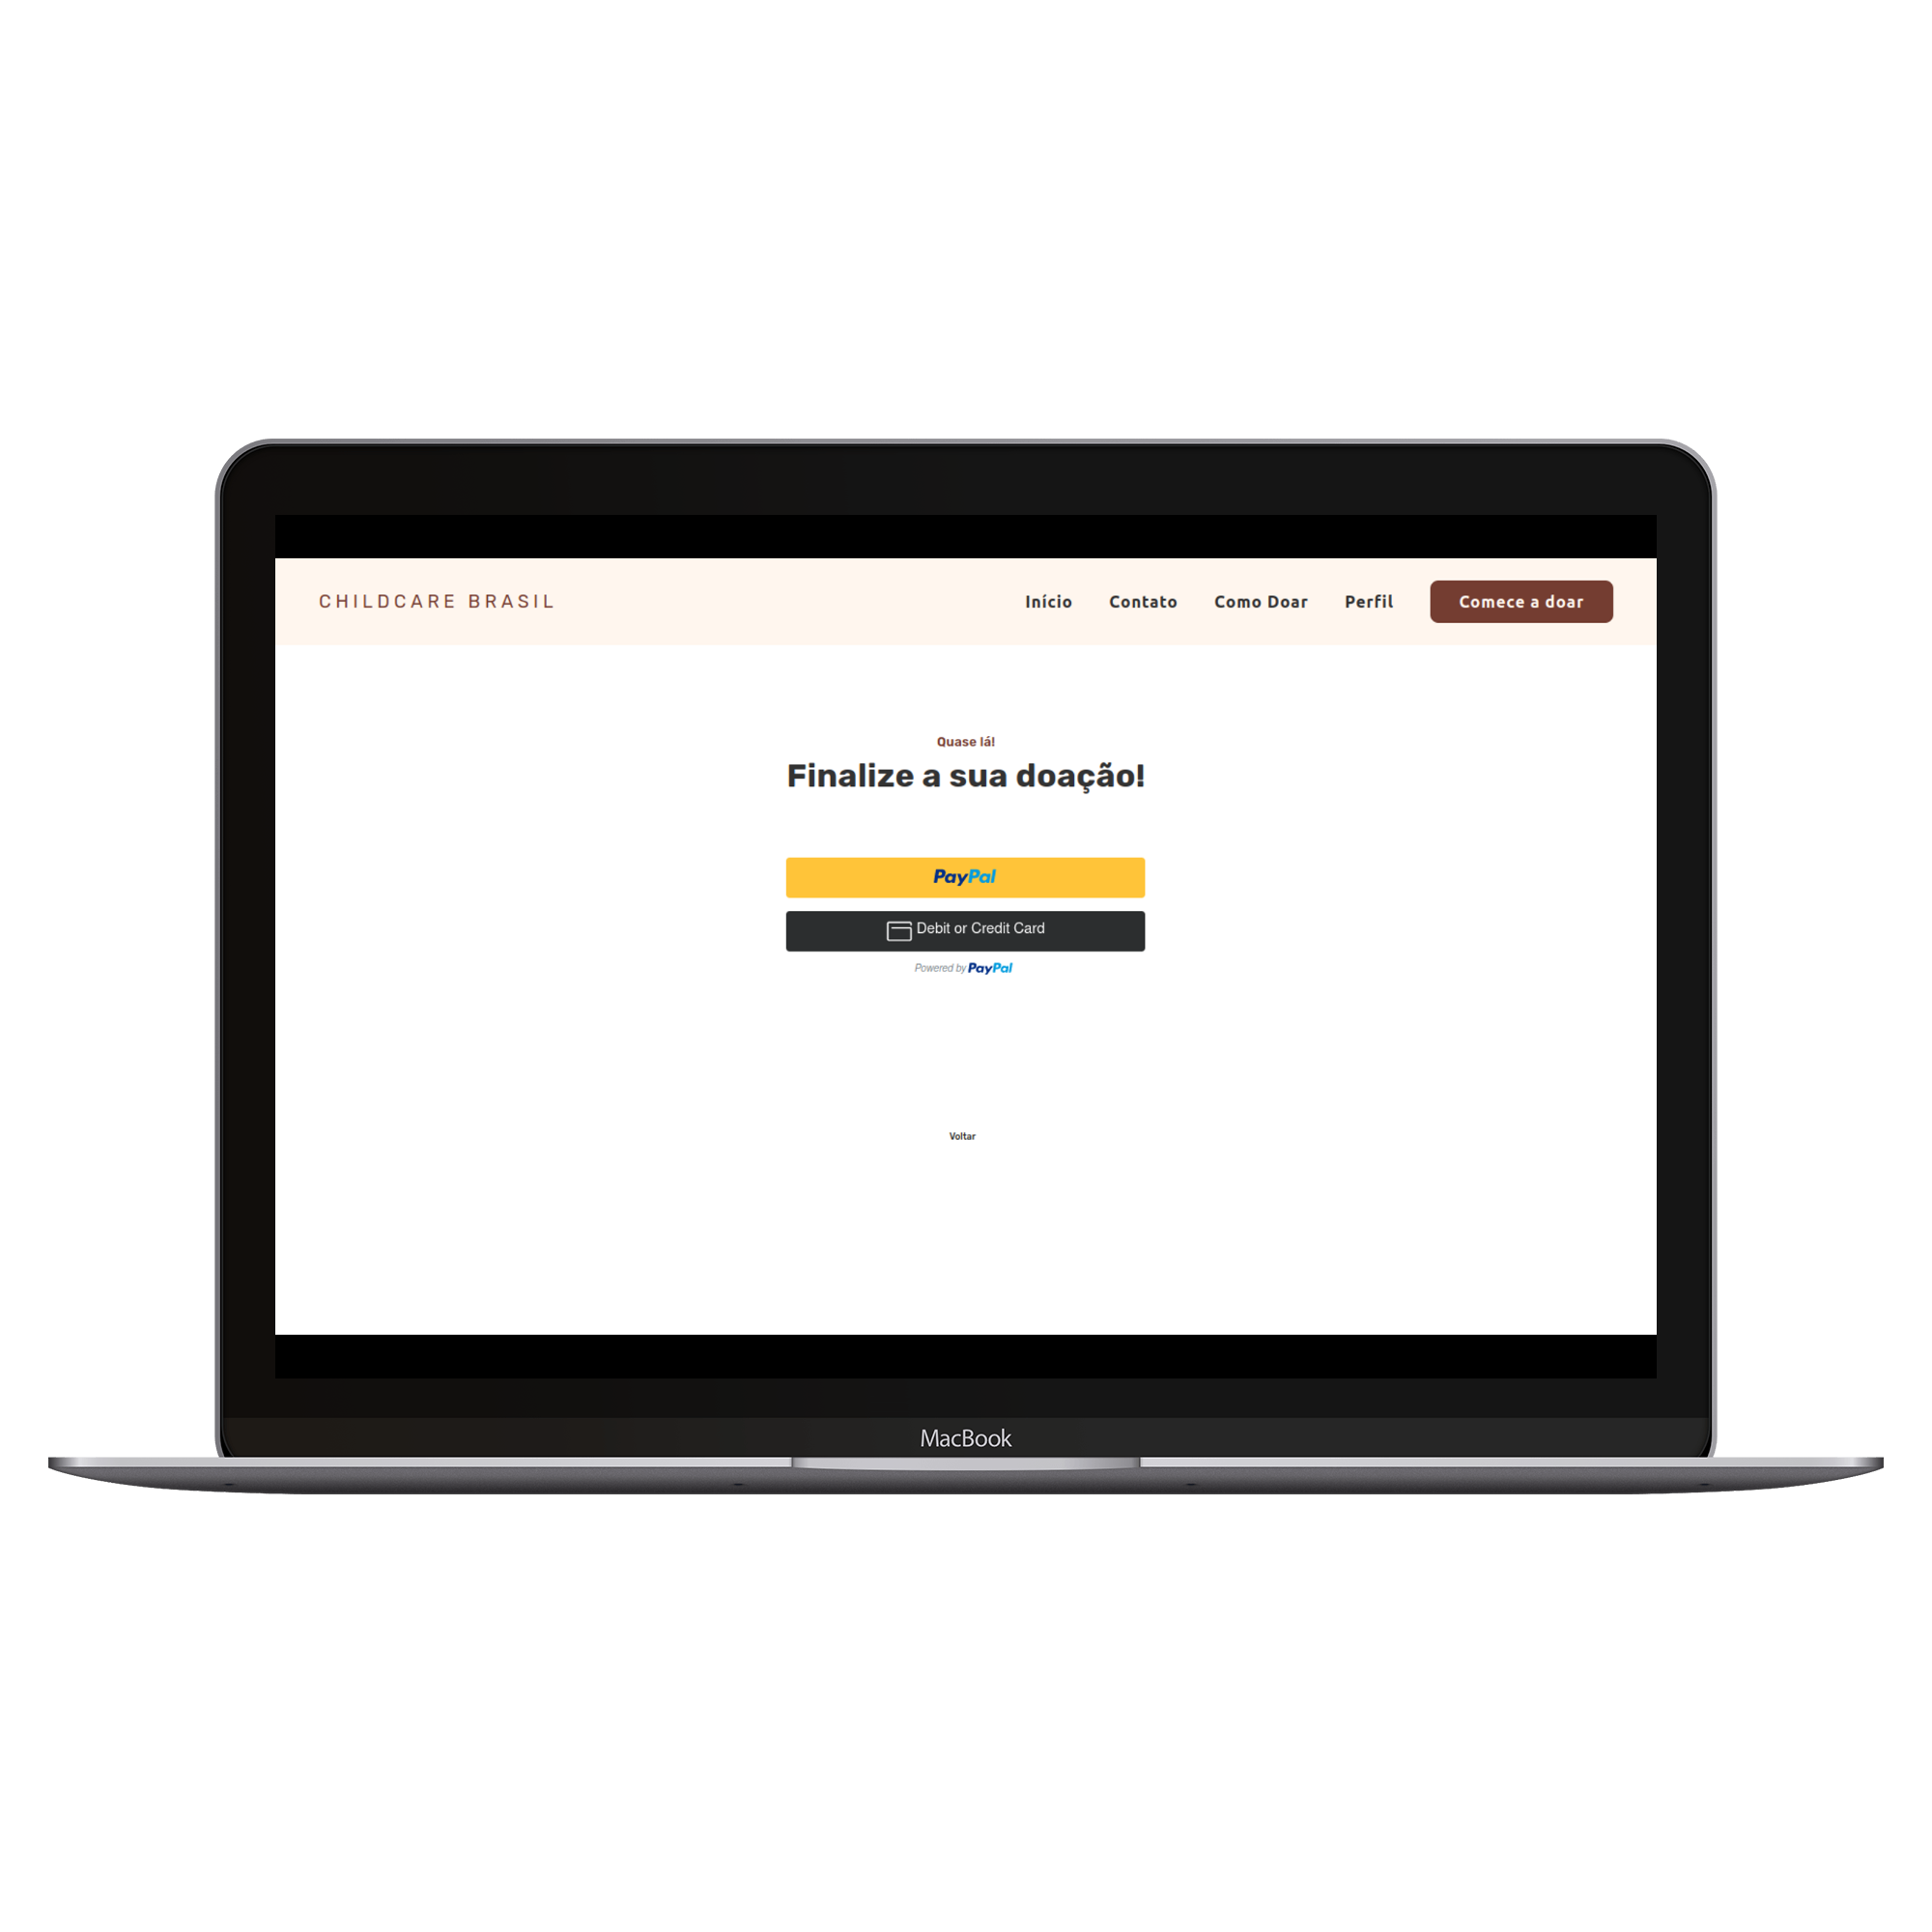 CHILDCARE BRASIL Início Contato Como Doar Perfil Comece a doar
Quase lá!
Finalize a sua doação!
PayPal
Debit or Credit Card
Powered by PayPal
Voltar
MacBook